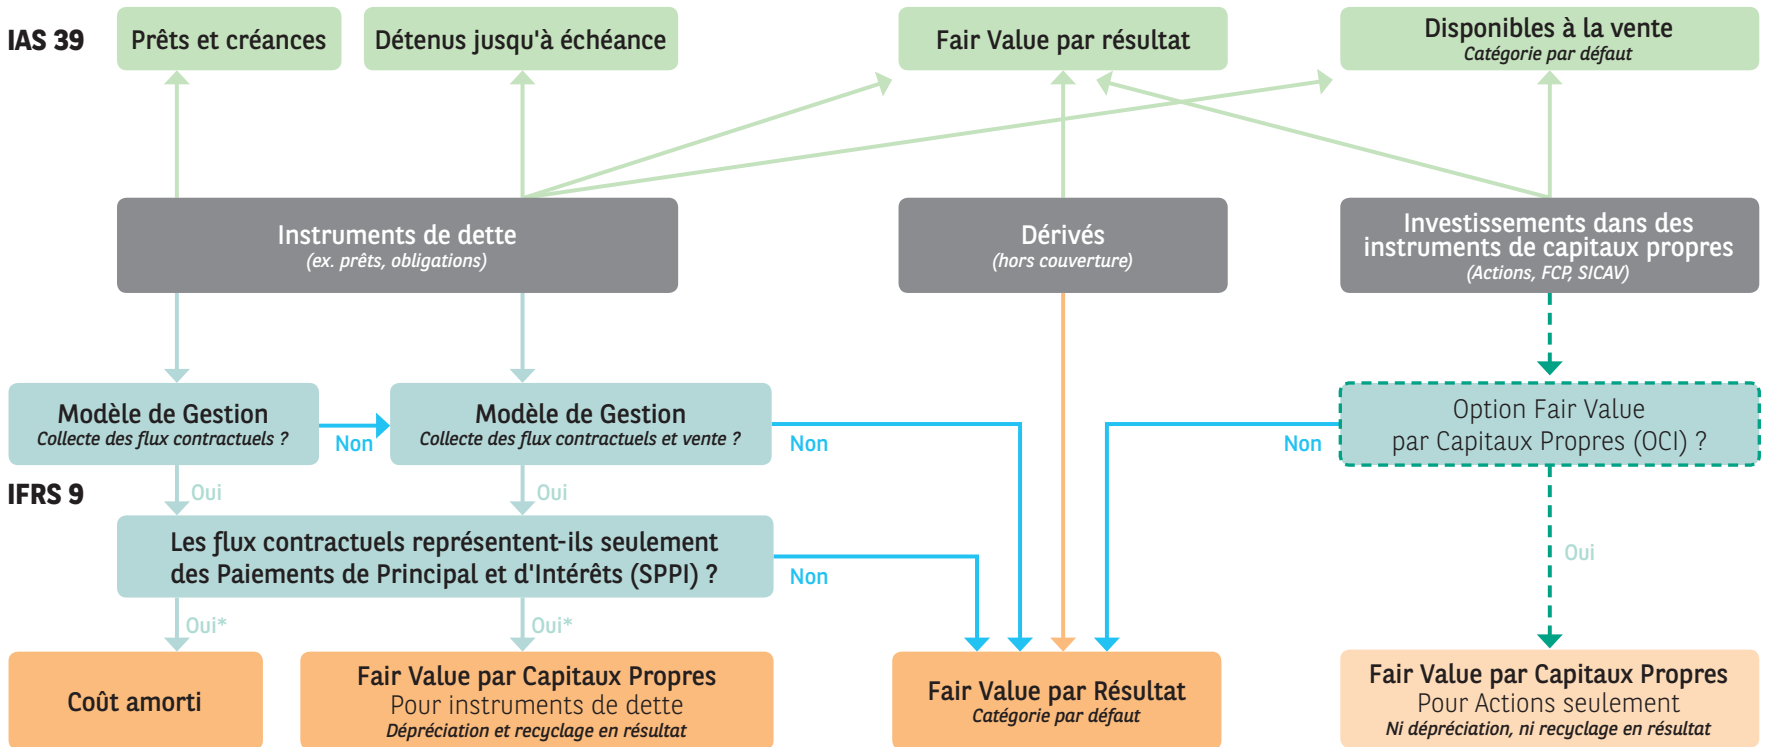 IAS 39
Prêts et créances
Détenus jusqu'à échéance
Fair Value par résultat
Disponibles à la vente
Catégorie par défaut
Instruments de dette
(ex. prêts, obligations)
Dérivés
(hors couverture)
Investissements dans des
instruments de capitaux propres
(Actions, FCP, SICAV)
Modèle de Gestion
Collecte des flux contractuels ?
Non
Modèle de Gestion
Collecte des flux contractuels et vente ?
Non
Non
Option Fair Value
par Capitaux Propres (OCI) ?
IFRS 9
Oui
Oui
Les flux contractuels représentent-ils seulement
des Paiements de Principal et d'Intérêts (SPPI) ?
Non
Oui
Oui*
Oui*
Coût amorti
Fair Value par Capitaux Propres
Pour instruments de dette
Dépréciation et recyclage en résultat
Fair Value par Résultat
Catégorie par défaut
Fair Value par Capitaux Propres
Pour Actions seulement
Ni dépréciation, ni recyclage en résultat